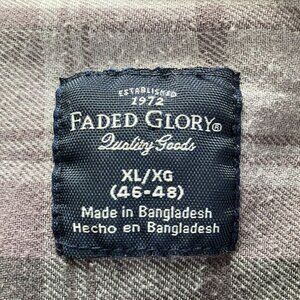 ESTABLISHED
1972
FADED GLORY®
Quality Goods
XL/XG
(46-48)
Made in Bangladesh
Hecho en Bangladesh